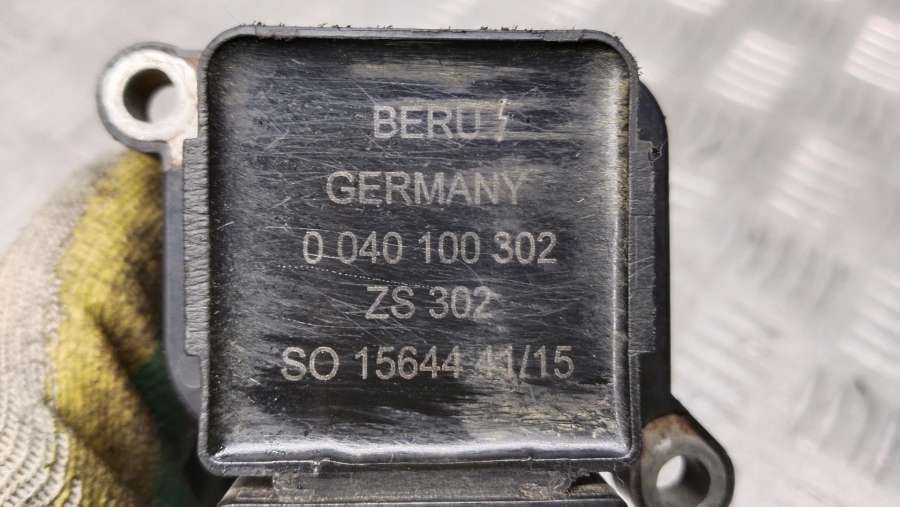 BERU
GERMANY
0 040 100 302
ZS 302
SO 15644 41/15